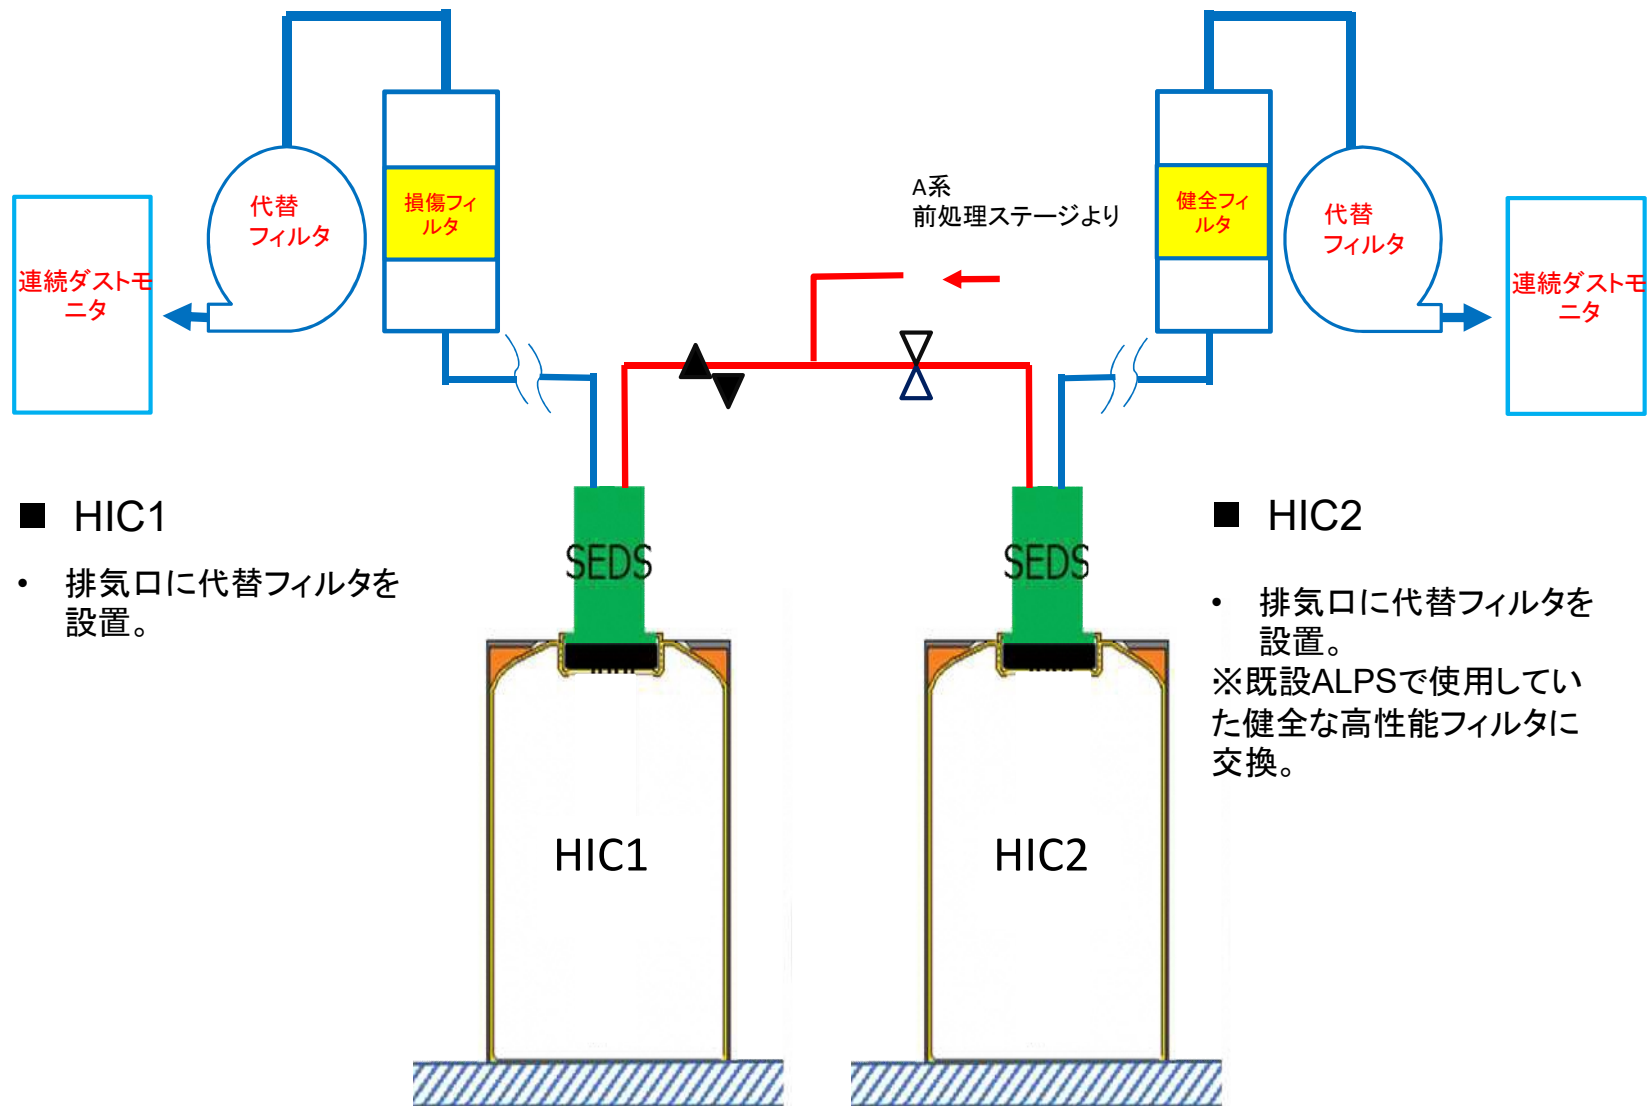 代替
フィルタ
損傷フィ
ルタ
連続ダストモ
ニタ
A系
前処理ステージより
健全フィ
ルタ
代替
フィルタ
連続ダストモ
ニタ
■ HIC1
• 排気口に代替フィルタを
設置。
SEDS
HIC1
SEDS
HIC2
■ HIC2
• 排気口に代替フィルタを
設置。
※既設ALPSで使用してい
た健全な高性能フィルタに
交換。